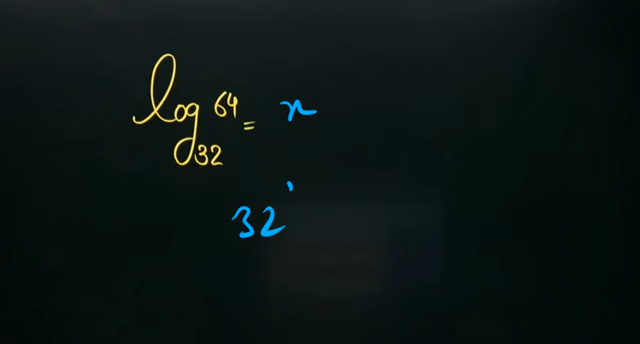 log₃₂ 64 = x
32